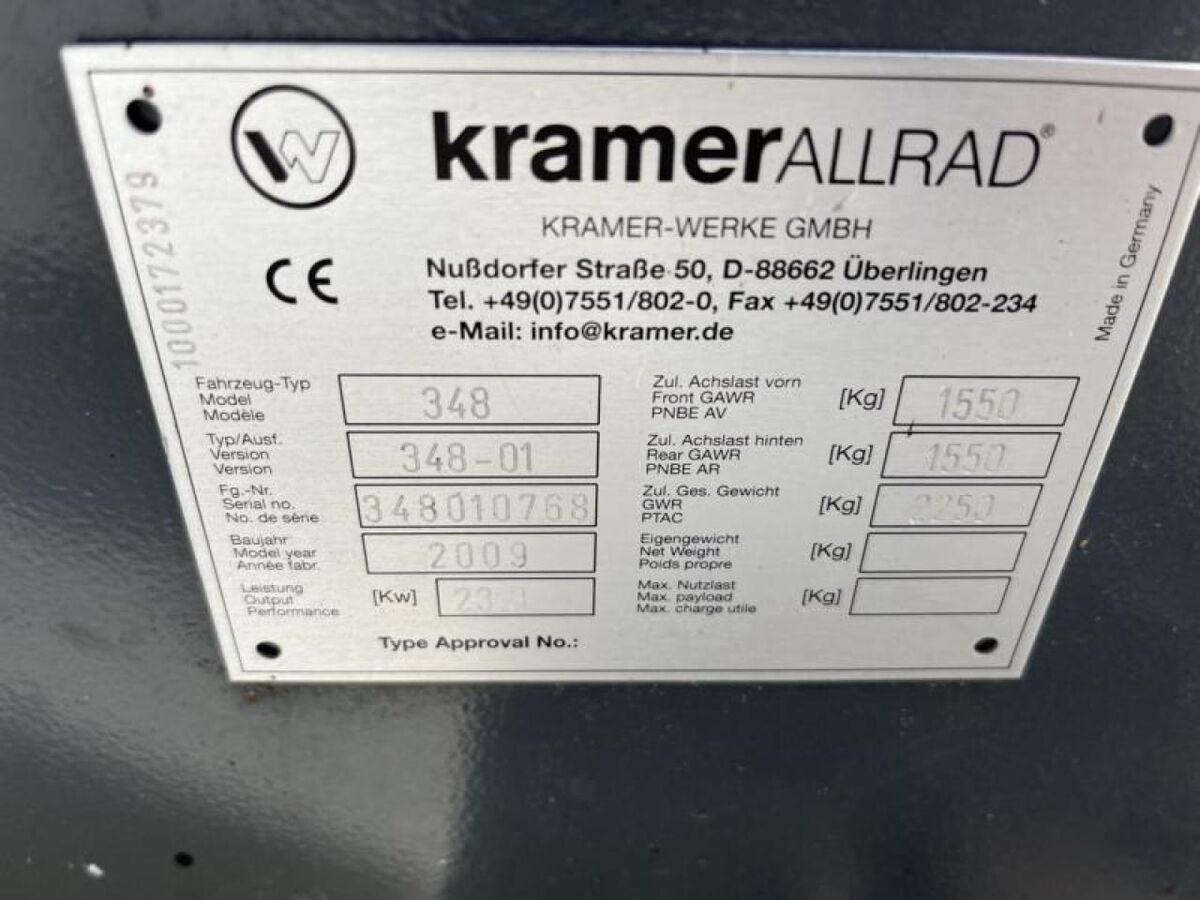 kramerALLRAD®
KRAMER-WERKE GMBH
CE
Nußdorfer Straße 50, D-88662 Überlingen
Tel. +49(0)7551/802-0, Fax +49(0)7551/802-234
e-Mail: info@kramer.de
Made in Germany
1000172379
Fahrzeug-Typ
Model
Modèle
348
Typ/Ausf.
Version
Version
348-01
Fg.-Nr.
Serial no.
No. de série
348010768
Baujahr
Model year
Année fabr.
2009
Leistung
Output
Performance
[Kw]
Zul. Achslast vorn
Front GAWR
PNBE AV
[Kg] 1550
Zul. Achslast hinten
Rear GAWR
PNBE AR
[Kg] 1550
Zul. Ges. Gewicht
GWR
PTAC
[Kg]
Eigengewicht
Net Weight
Poids propre
[Kg]
Max. Nutzlast
Max. payload
Max. charge utile
[Kg]
Type Approval No.: